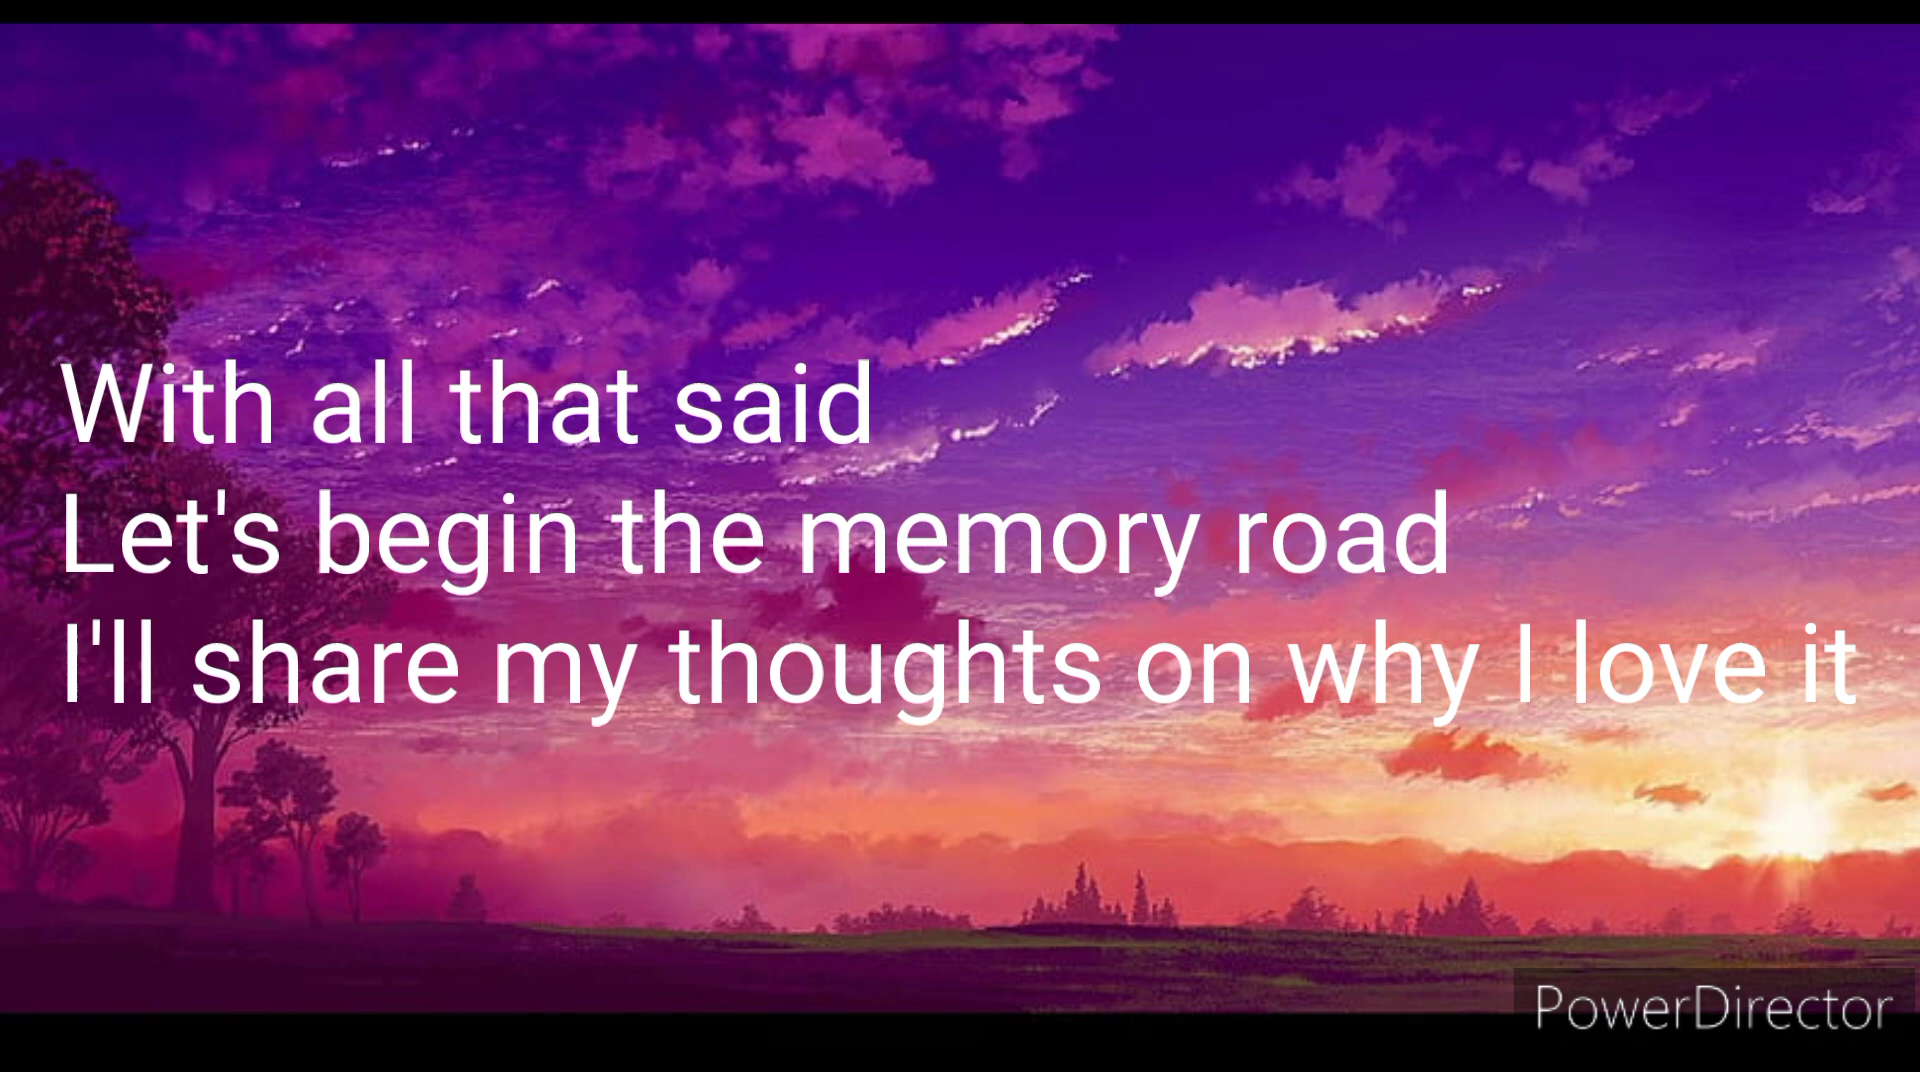 With all that said
Let's begin the memory road
I'll share my thoughts on why I love it
PowerDirector